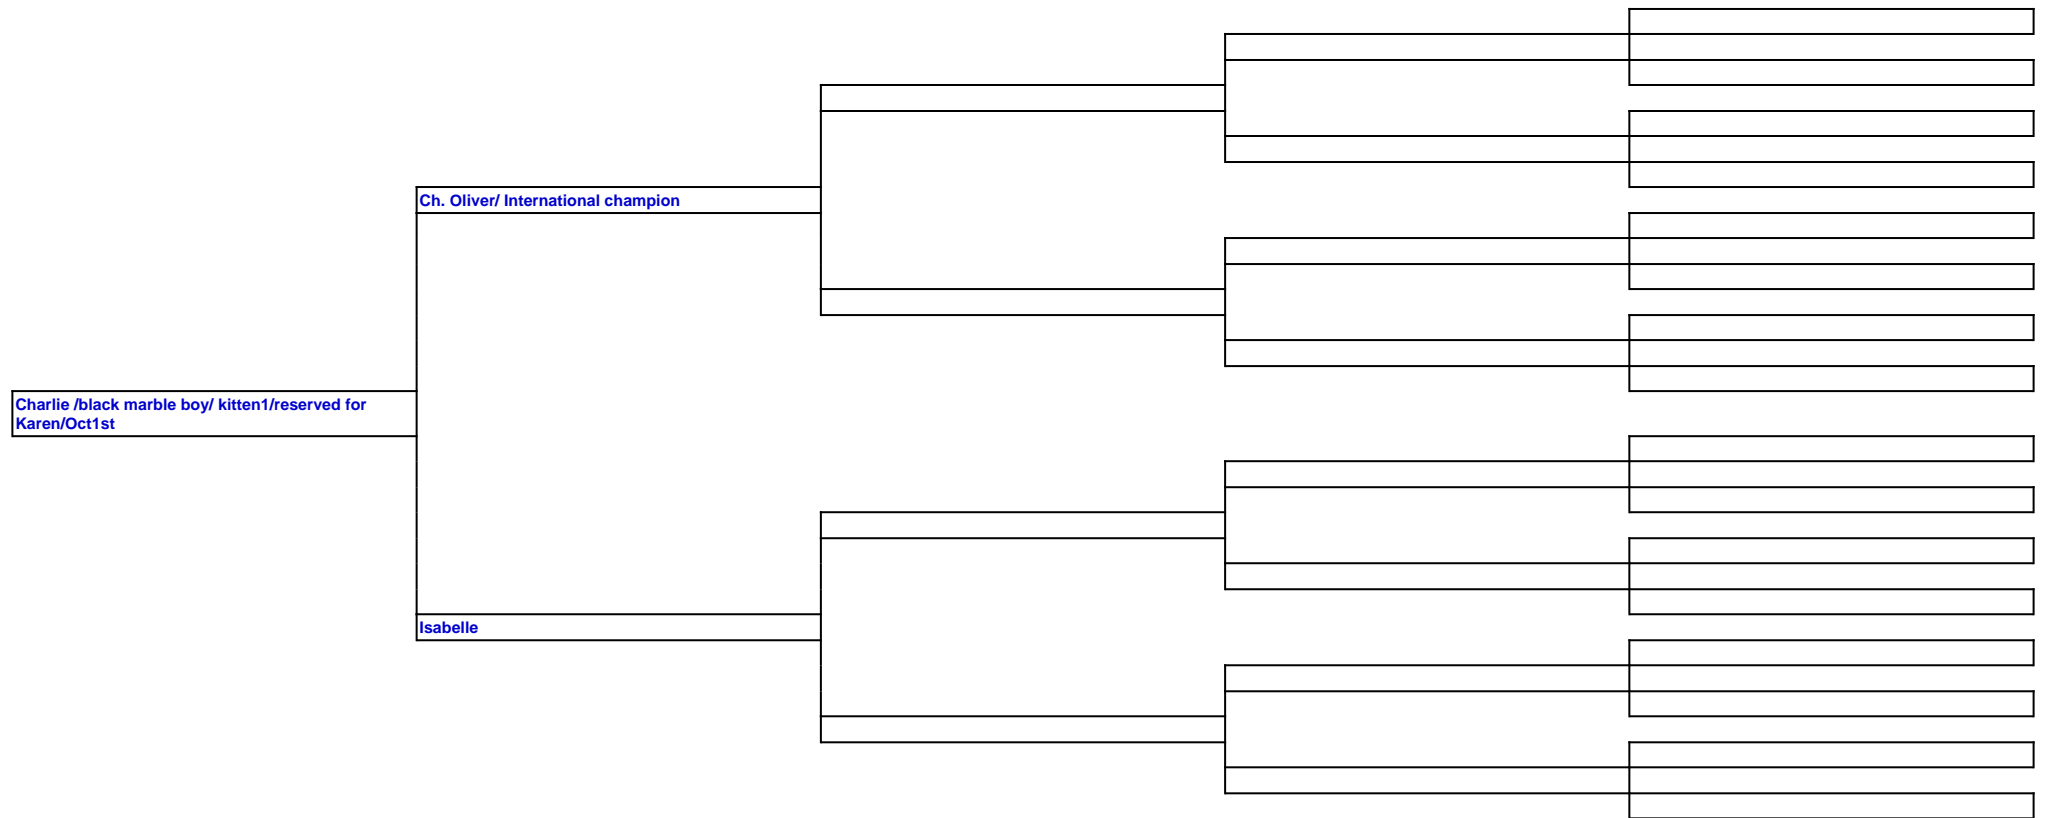 Ch. Oliver/ International champion
Charlie /black marble boy/ kitten1/reserved for
Karen/Oct1st
Isabelle